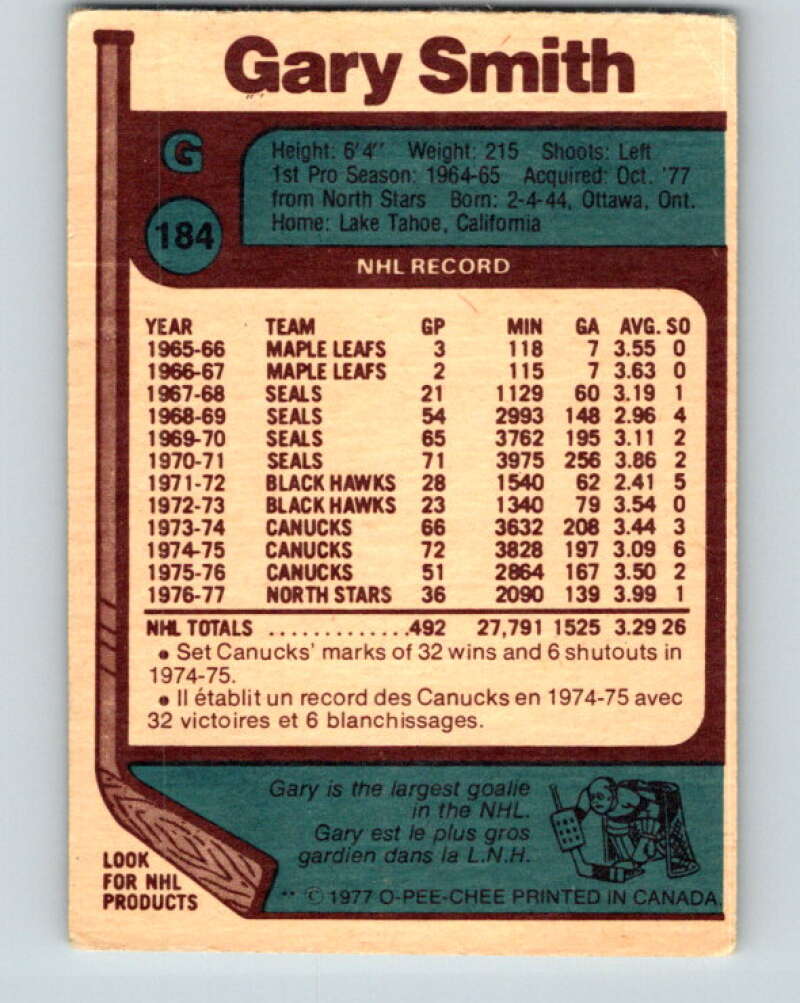 Gary Smith
G
Height: 6'4" Weight: 215 Shoots: Left
1st Pro Season: 1964-65 Acquired: Oct. '77
from North Stars Born: 2-4-44, Ottawa, Ont.
Home: Lake Tahoe, California
184
NHL RECORD
YEAR TEAM GP MIN GA AVG. SO
1965-66 MAPLE LEAFS 3 118 7 3.55 0
1966-67 MAPLE LEAFS 2 115 7 3.63 0
1967-68 SEALS 21 1129 60 3.19 1
1968-69 SEALS 54 2993 148 2.96 4
1969-70 SEALS 65 3762 195 3.11 2
1970-71 SEALS 71 3975 256 3.86 2
1971-72 BLACK HAWKS 28 1540 62 2.41 5
1972-73 BLACK HAWKS 23 1340 79 3.54 0
1973-74 CANUCKS 66 3632 208 3.44 3
1974-75 CANUCKS 72 3828 197 3.09 6
1975-76 CANUCKS 51 2864 167 3.50 2
1976-77 NORTH STARS 36 2090 139 3.99 1
NHL TOTALS .............492 27,791 1525 3.29 26
• Set Canucks' marks of 32 wins and 6 shutouts in
1974-75.
• Il établit un record des Canucks en 1974-75 avec
32 victoires et 6 blanchissages.
Gary is the largest goalie
in the NHL.
Gary est le plus gros
gardien dans la L.N.H.
LOOK
FOR NHL
PRODUCTS
** © 1977 O-PEE-CHEE PRINTED IN CANADA.